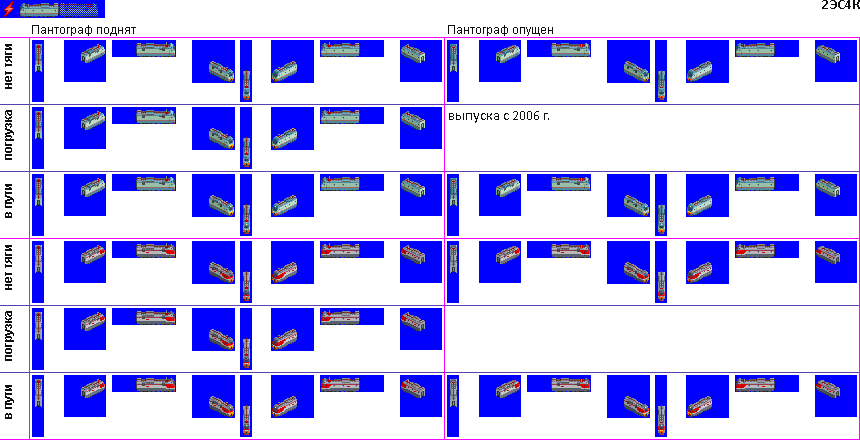 2ЭС4К
Пантограф поднят
Пантограф опущен
нет тяги
погрузка
выпуска с 2006 г.
в пути
нет тяги
погрузка
в пути